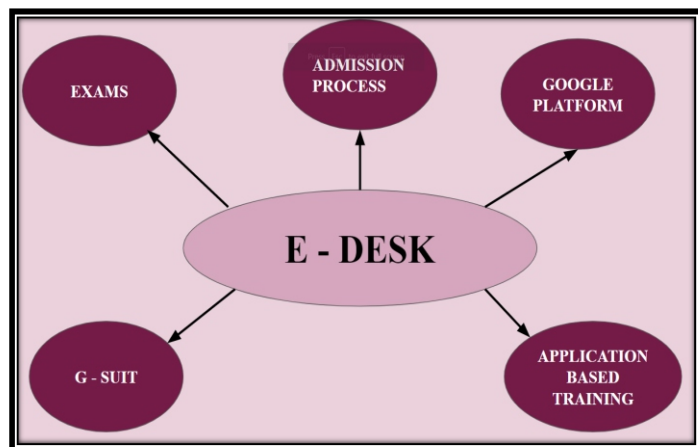 EXAMS
ADMISSION
PROCESS
GOOGLE
PLATFORM
E - DESK
G - SUIT
APPLICATION
BASED
TRAINING